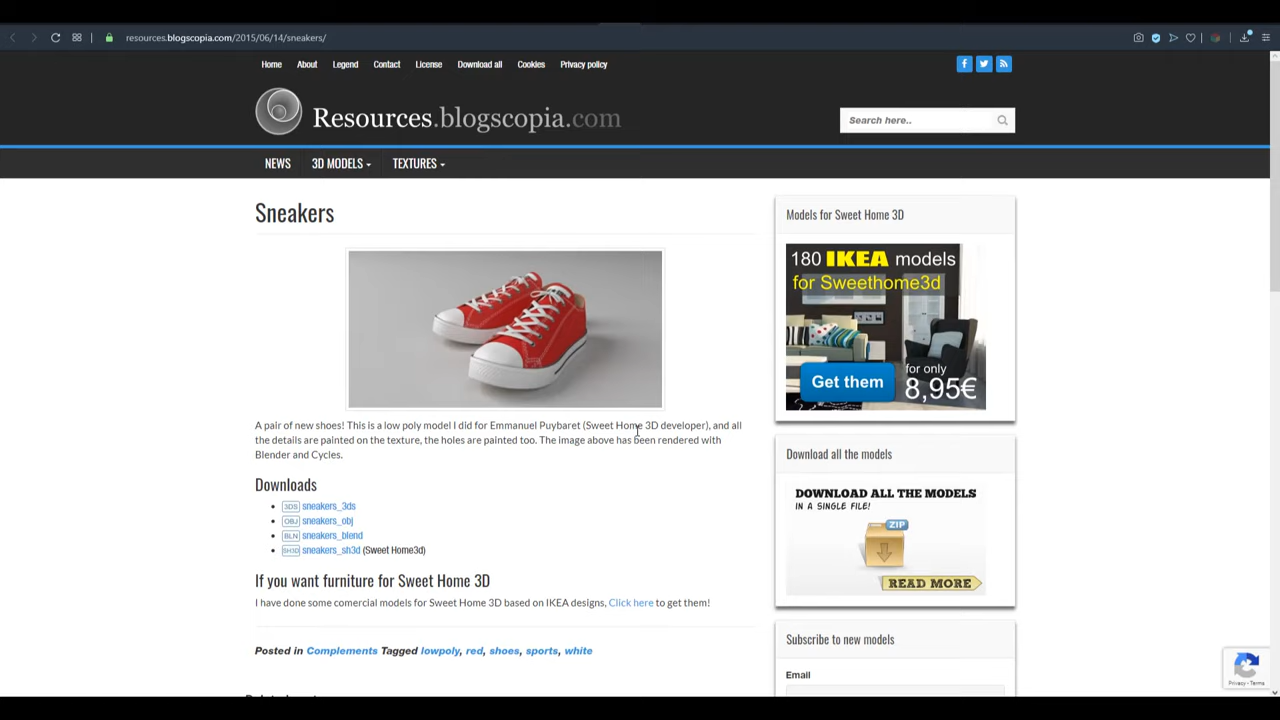 resources.blogscopia.com/2015/06/14/sneakers/
Home About Legend Contact License Download all Cookies Privacy policy
Resources.blogscopia.com
Search here..
NEWS 3D MODELS TEXTURES
Sneakers
A pair of new shoes! This is a low poly model I did for Emmanuel Puybaret (Sweet Home 3D developer), and all
the details are painted on the texture, the holes are painted too. The image above has been rendered with
Blender and Cycles.
Downloads
3DS sneakers_3ds
OBJ sneakers_obj
BLN sneakers_blend
SH3D sneakers_sh3d (Sweet Home3d)
If you want furniture for Sweet Home 3D
I have done some comercial models for Sweet Home 3D based on IKEA designs, Click here to get them!
Posted in Complements Tagged lowpoly, red, shoes, sports, white
Models for Sweet Home 3D
180 IKEA models
for Sweethome3d
Get them
for only
8,95€
Download all the models
DOWNLOAD ALL THE MODELS
IN A SINGLE FILE!
ZIP
READ MORE
Subscribe to new models
Email
Privacy - Terms